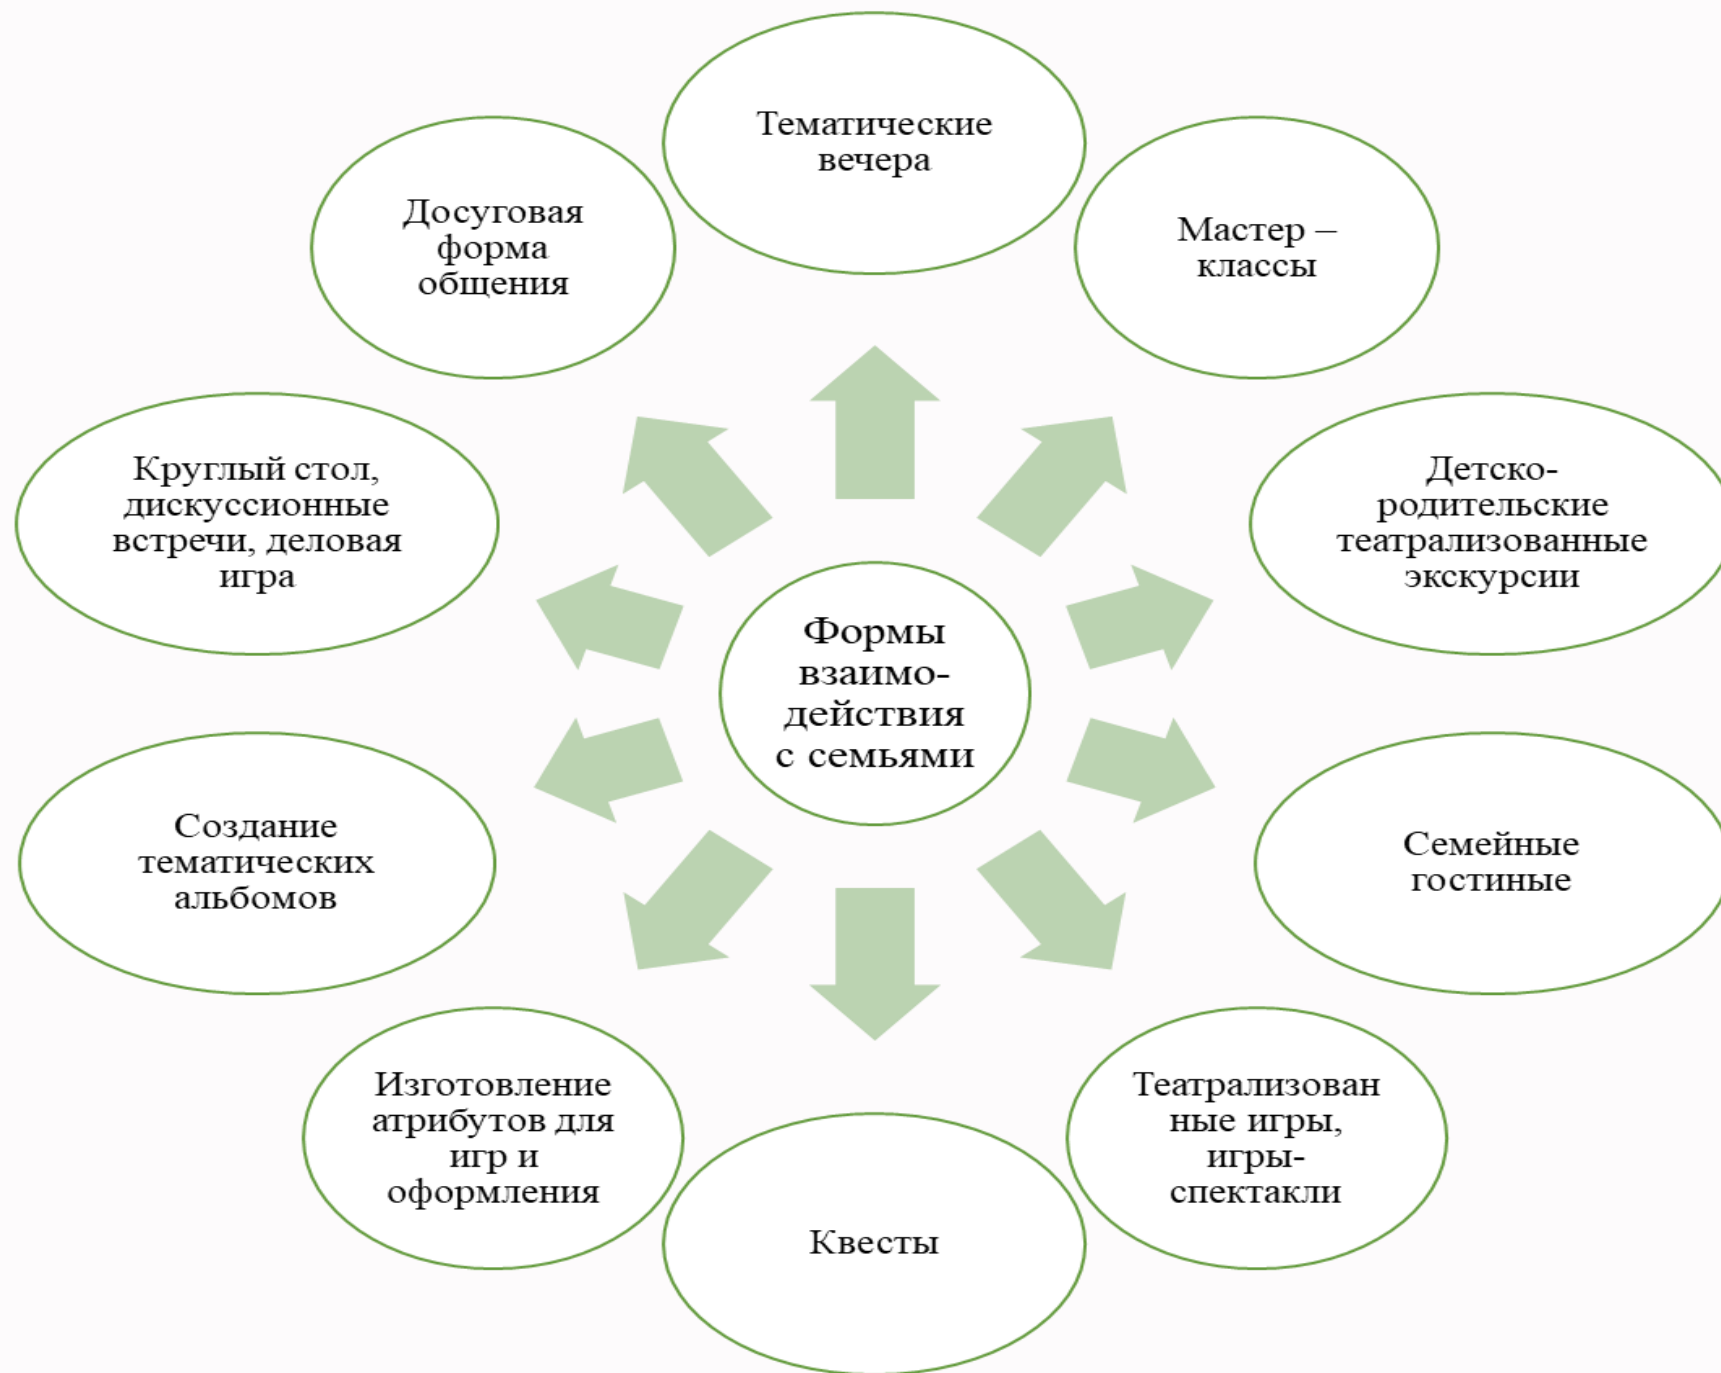 Тематические
вечера
Мастер –
классы
Детско-
родительские
театрализованные
экскурсии
Семейные
гостиные
Театрализован
ные игры,
игры-
спектакли
Квесты
Изготовление
атрибутов для
игр и
оформления
Создание
тематических
альбомов
Круглый стол,
дискуссионные
встречи, деловая
игра
Досуговая
форма
общения
Формы
взаимо-
действия
с семьями